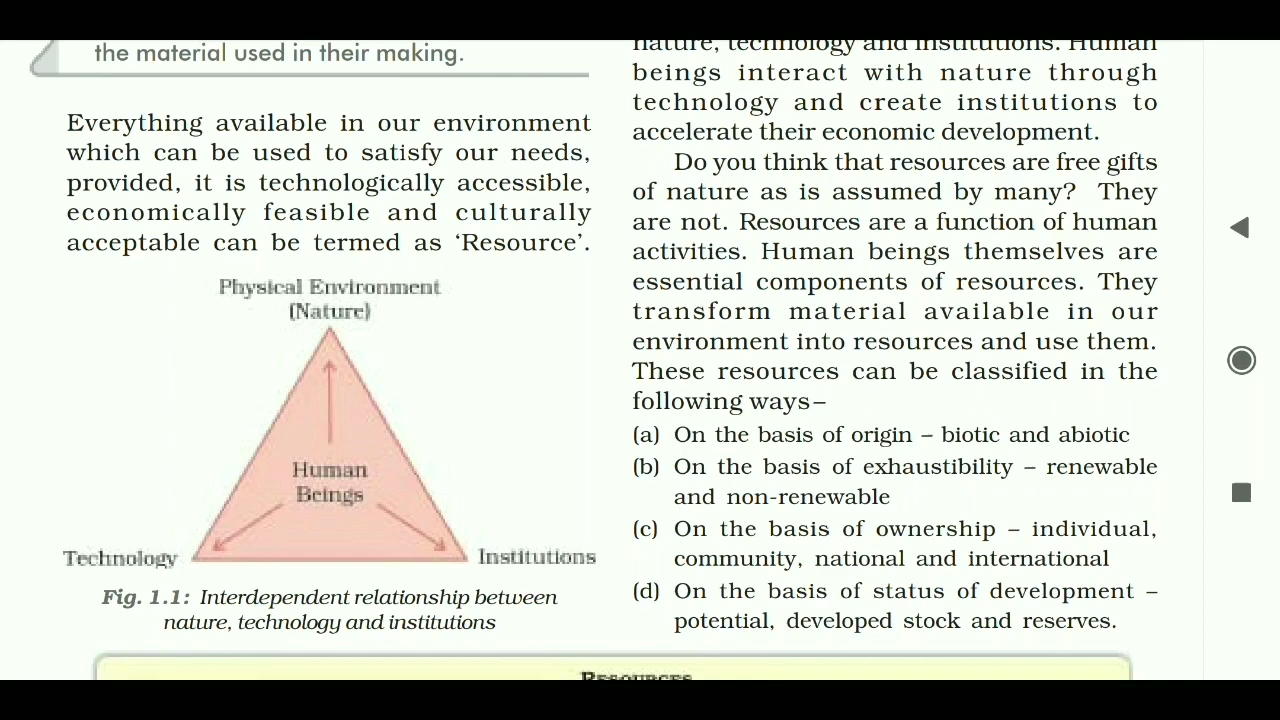 the material used in their making.
Everything available in our environment
which can be used to satisfy our needs,
provided, it is technologically accessible,
economically feasible and culturally
acceptable can be termed as ‘Resource’.
Physical Environment
(Nature)
Human
Beings
Technology
Institutions
Fig. 1.1: Interdependent relationship between
nature, technology and institutions
nature, technology and institutions. Human
beings interact with nature through
technology and create institutions to
accelerate their economic development.
Do you think that resources are free gifts
of nature as is assumed by many? They
are not. Resources are a function of human
activities. Human beings themselves are
essential components of resources. They
transform material available in our
environment into resources and use them.
These resources can be classified in the
following ways–
(a) On the basis of origin – biotic and abiotic
(b) On the basis of exhaustibility – renewable
and non-renewable
(c) On the basis of ownership – individual,
community, national and international
(d) On the basis of status of development –
potential, developed stock and reserves.
RESOURCES